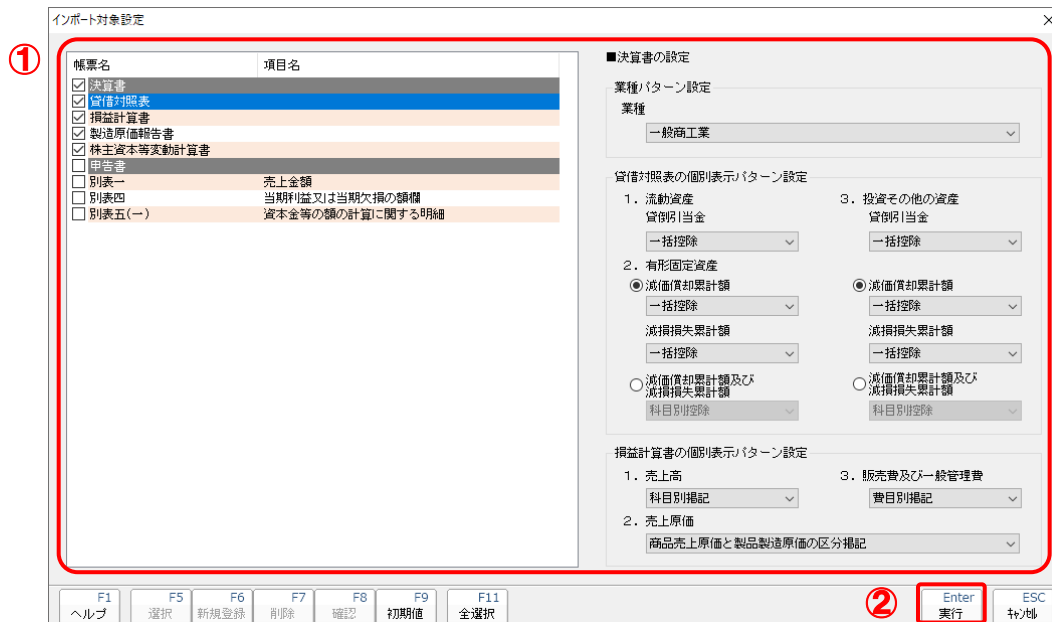 インポート対象設定
①
帳票名 項目名
決算書
貸借対照表
損益計算書
製造原価報告書
株主資本等変動計算書
申告書
別表一 売上金額
別表四 当期利益又は当期欠損の額欄
別表五(一) 資本金等の額の計算に関する明細
■決算書の設定
業種パターン設定
業種
一般商工業
貸借対照表の個別表示パターン設定
1.流動資産 3.投資その他の資産
貸倒引当金 貸倒引当金
一括控除 一括控除
2.有形固定資産
減価償却累計額 減価償却累計額
一括控除 一括控除
減損損失累計額 減損損失累計額
一括控除 一括控除
減価償却累計額及び 減価償却累計額及び
減損損失累計額 減損損失累計額
科目別控除 科目別控除
損益計算書の個別表示パターン設定
1.売上高 3.販売費及び一般管理費
科目別掲記 費目別掲記
2.売上原価
商品売上原価と製品製造原価の区分掲記
F1 F5 F6 F7 F8 F9 F11 ② Enter ESC
ヘルプ 選択 新規登録 削除 確認 初期値 全選択 実行 キャンセル